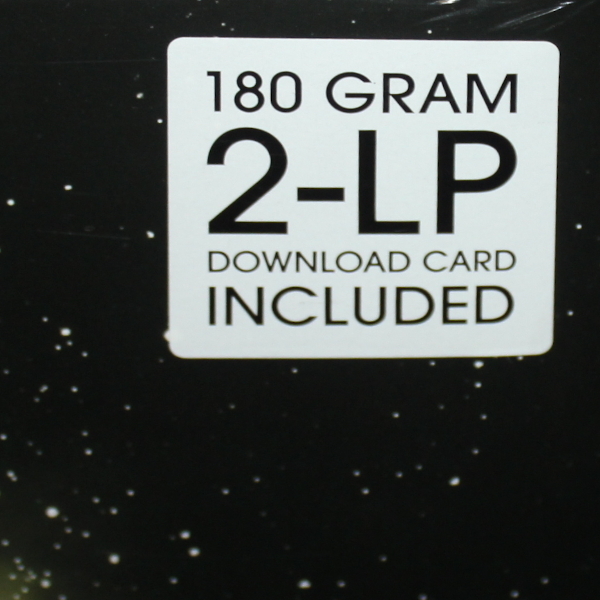 180 GRAM
2-LP
DOWNLOAD CARD
INCLUDED